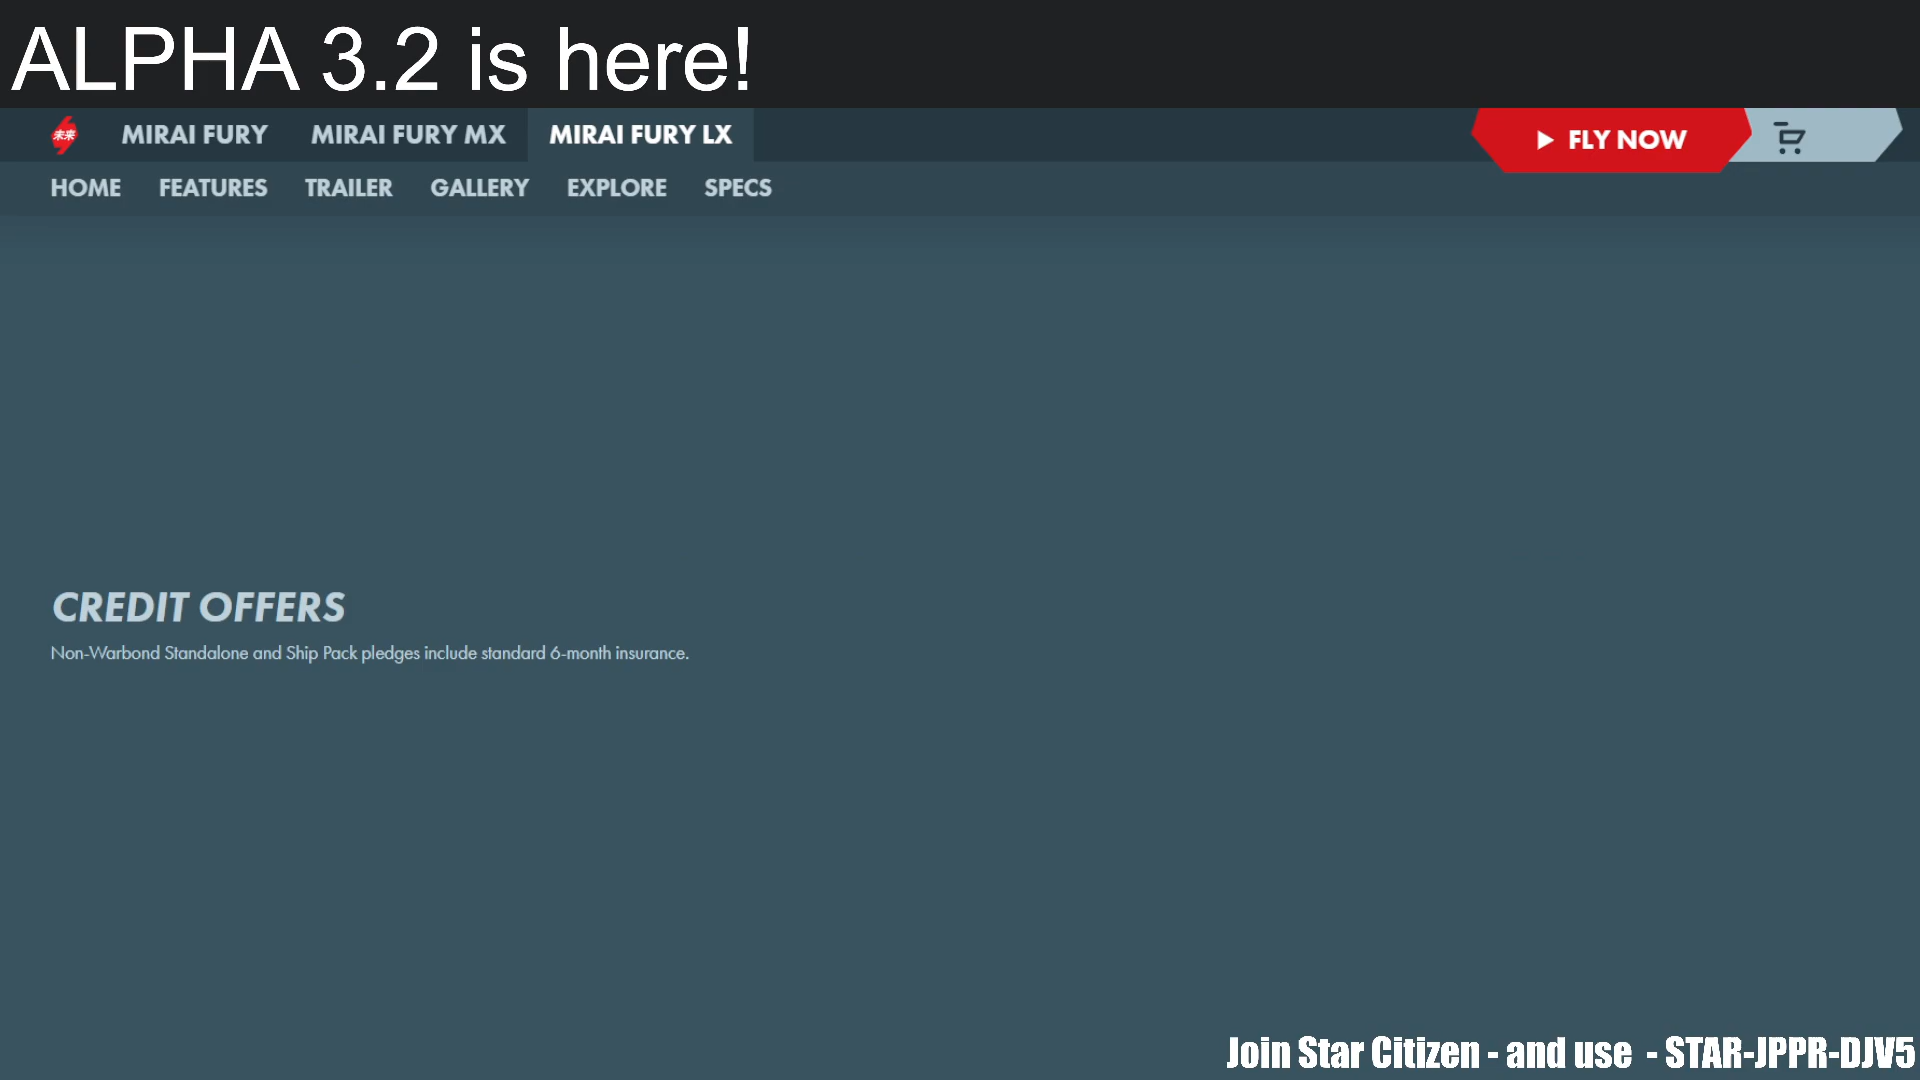 ALPHA 3.2 is here!
未来 MIRAI FURY MIRAI FURY MX MIRAI FURY LX FLY NOW
HOME FEATURES TRAILER GALLERY EXPLORE SPECS
CREDIT OFFERS
Non-Warbond Standalone and Ship Pack pledges include standard 6-month insurance.
Join Star Citizen - and use - STAR-JPPR-DJV5